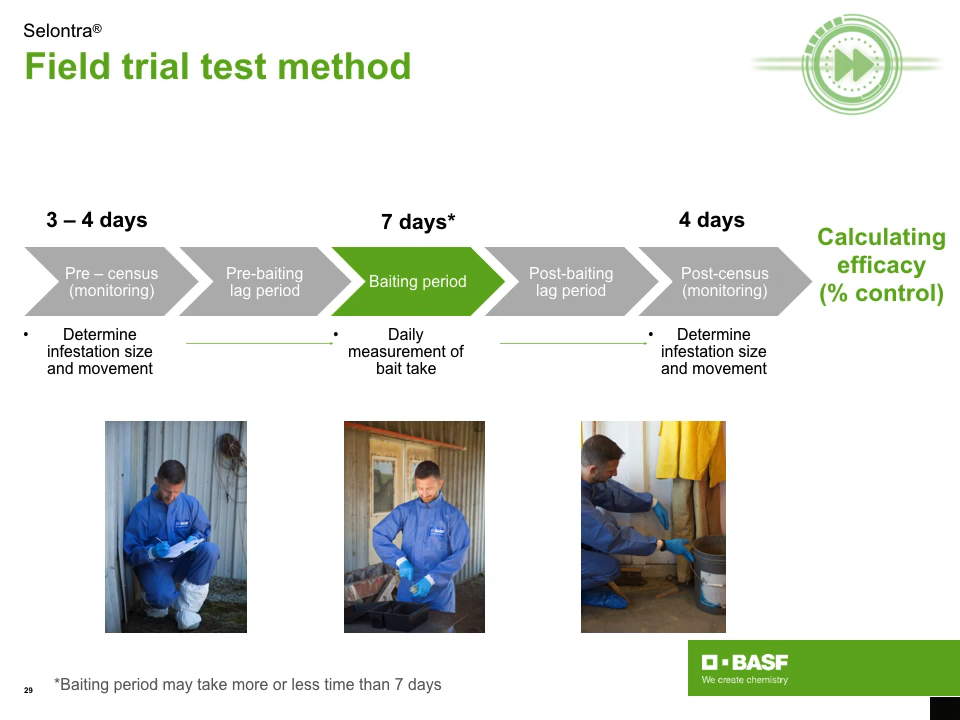 Selontra®
Field trial test method
3 – 4 days
7 days*
4 days
Calculating
efficacy
(% control)
Pre – census
(monitoring)
Pre-baiting
lag period
Baiting period
Post-baiting
lag period
Post-census
(monitoring)
• Determine
infestation size
and movement
• Daily
measurement of
bait take
• Determine
infestation size
and movement
BASF
BASF
BASF
We create chemistry
29
*Baiting period may take more or less time than 7 days